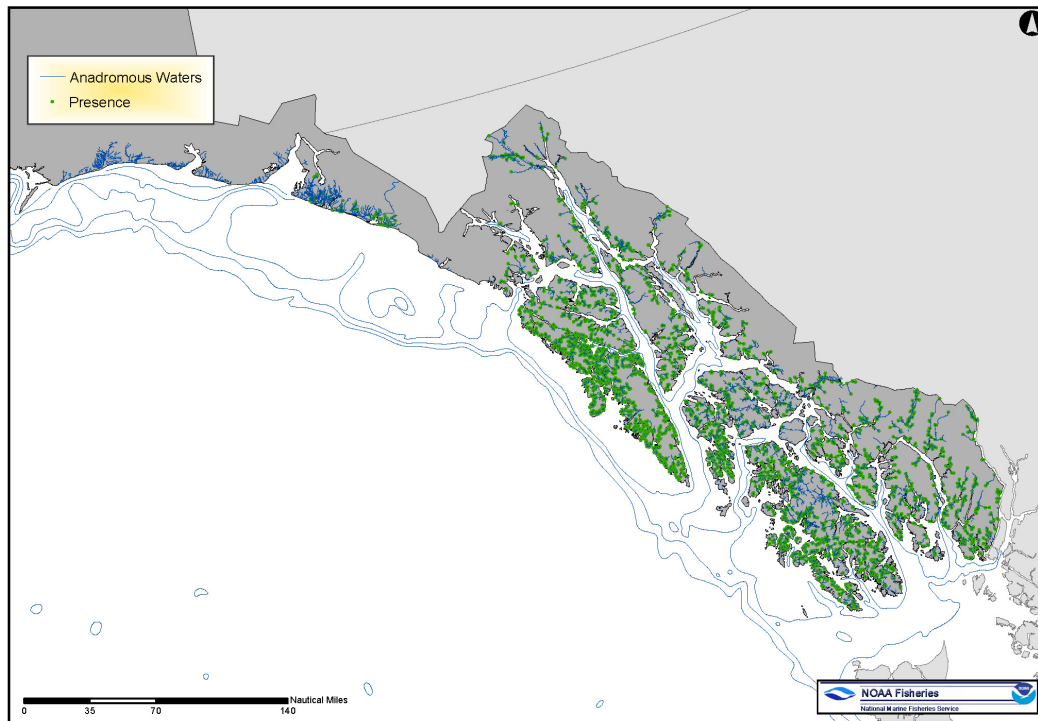 Anadromous Waters
Presence
Nautical Miles
0 35 70 140
NOAA Fisheries
National Marine Fisheries Service